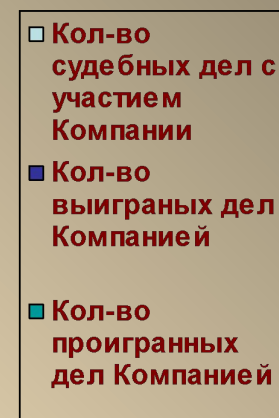 Кол-во
судебных дел с
участием
Компании
Кол-во
выиграных дел
Компанией
Кол-во
проигранных
дел Компанией